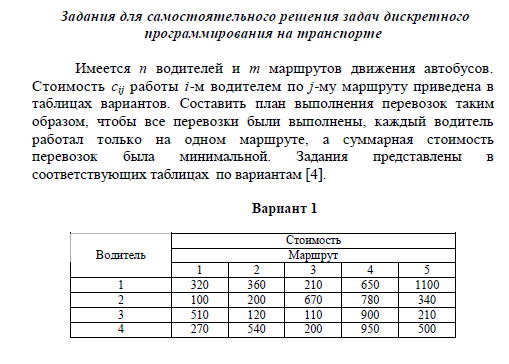 Задания для самостоятельного решения задач дискретного
программирования на транспорте
Имеется n водителей и m маршрутов движения автобусов.
Стоимость cij работы i-м водителем по j-му маршруту приведена в
таблицах вариантов. Составить план выполнения перевозок таким
образом, чтобы все перевозки были выполнены, каждый водитель
работал только на одном маршруте, а суммарная стоимость
перевозок была минимальной. Задания представлены в
соответствующих таблицах по вариантам [4].
Вариант 1
Водитель Стоимость
Маршрут
1 2 3 4 5
1 320 360 210 650 1100
2 100 200 670 780 340
3 510 120 110 900 210
4 270 540 200 950 500